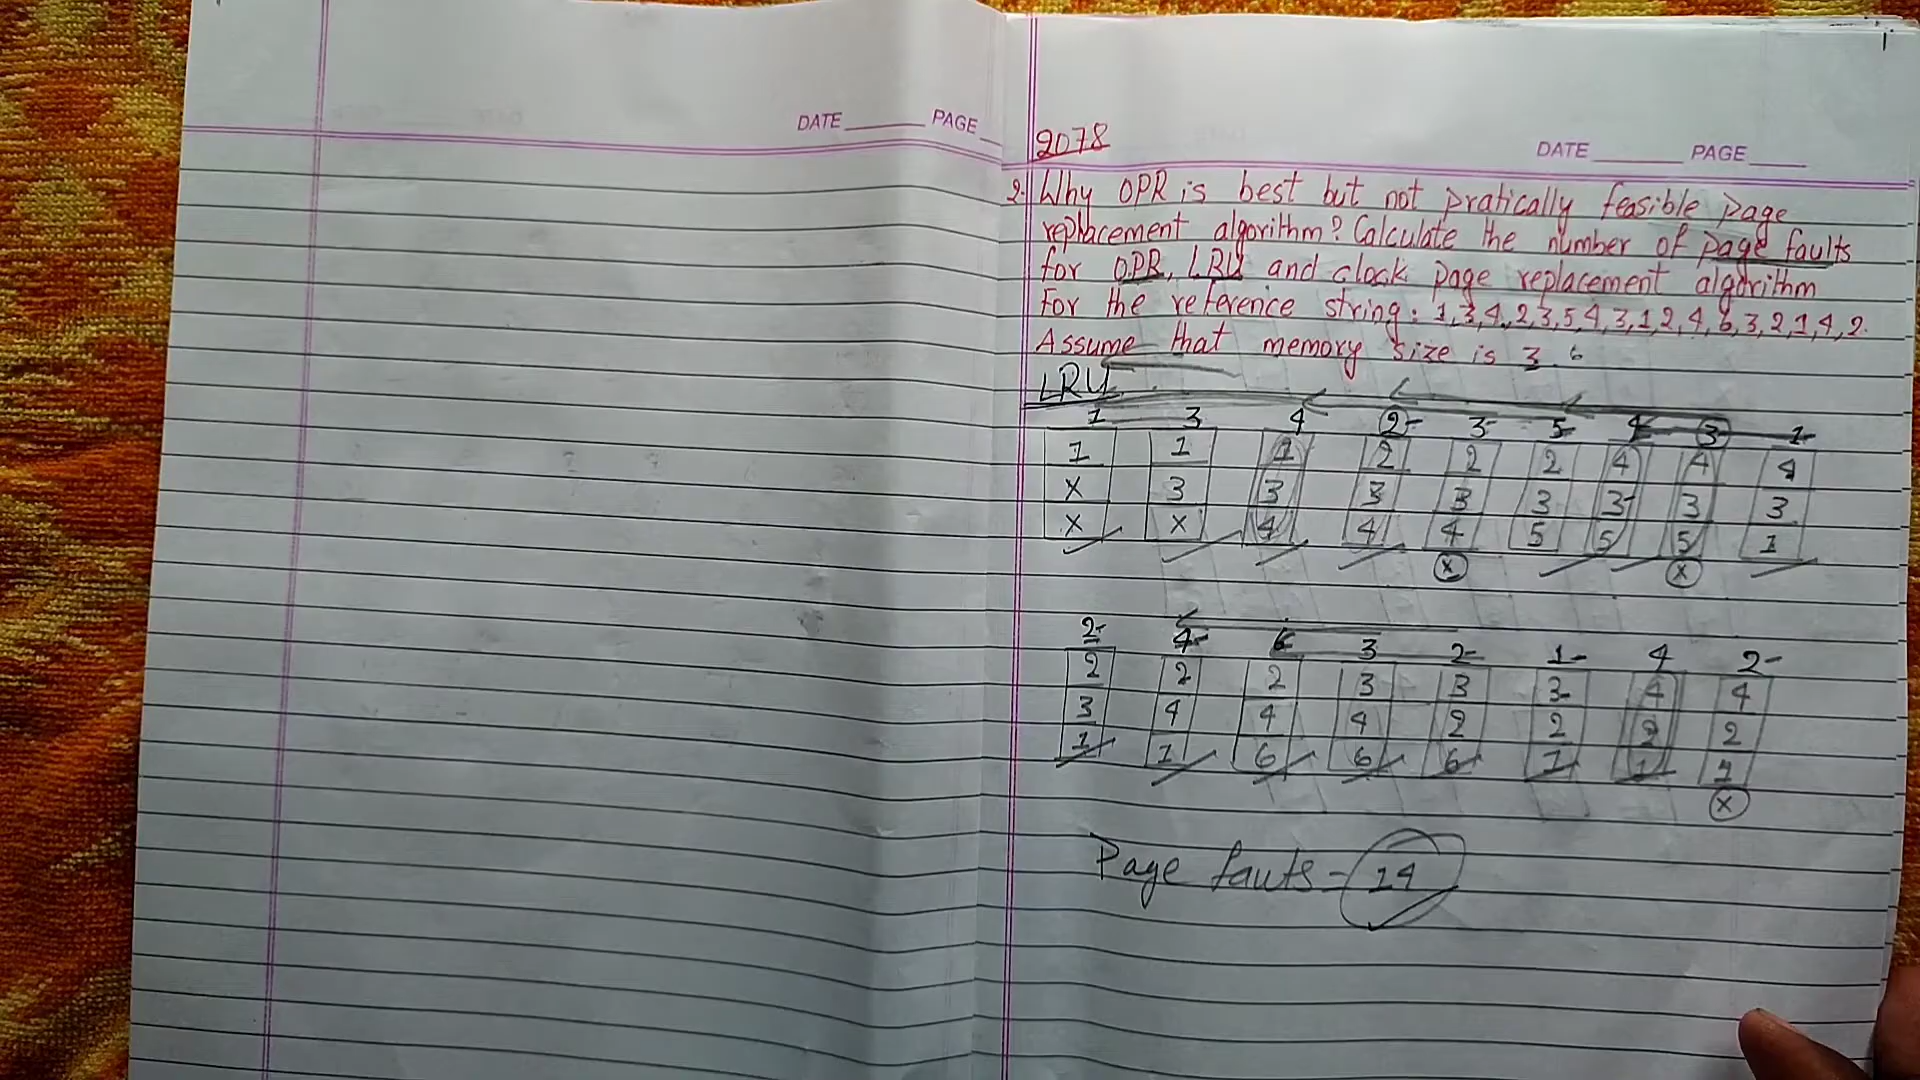 DATE PAGE
2078
DATE PAGE
2. Why OPR is best but not pratically feasible page
replacement algorithm? Calculate the number of page faults
for OPR, LRU and clock page replacement algorithm
For the reference string: 1,3,4,2,3,5,4,3,1,2,4,6,3,2,1,4,2.
Assume that memory size is 3.
LRU
1 3 4 2 3 5 4 3 1
1 1 1 2 2 2 4 4 4
x 3 3 3 3 3 3 3 3
x x 4 4 4 5 5 5 1
x x
2 4 6 3 2 1 4 2
2 2 2 3 3 3 4 4
3 4 4 4 2 2 2 2
1 1 6 6 6 1 1 1
x
Page fauts = 14